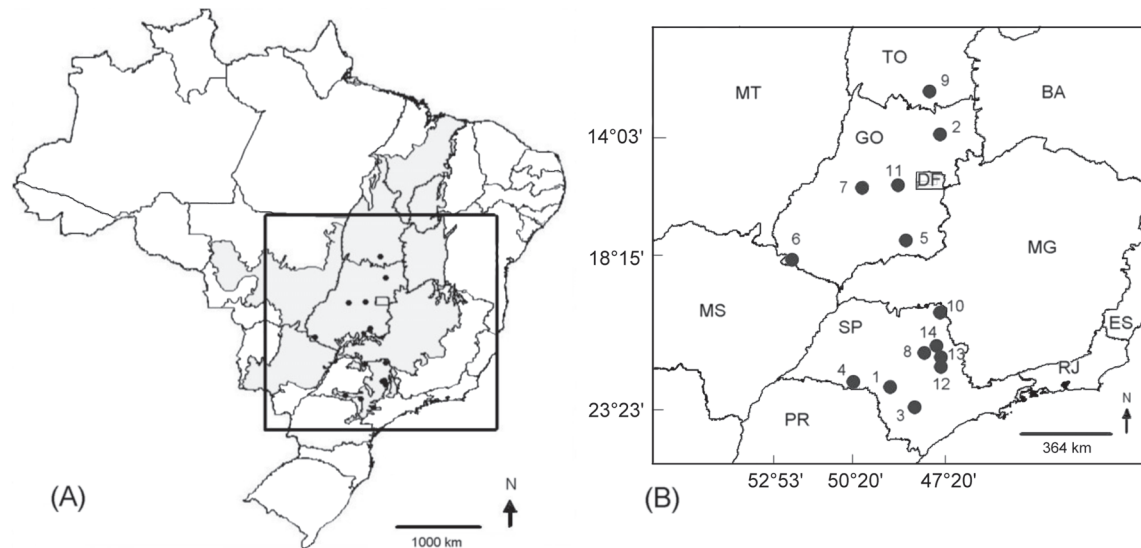 (A)
N
1000 km
TO
9
MT
BA
14°03'
2
GO
11
DF
7
5
6
18°15'
MG
MS
10
ES
SP
14
8
13
RJ
4
1
12
3
23°23'
PR
N
364 km
52°53'
50°20'
47°20'
(B)